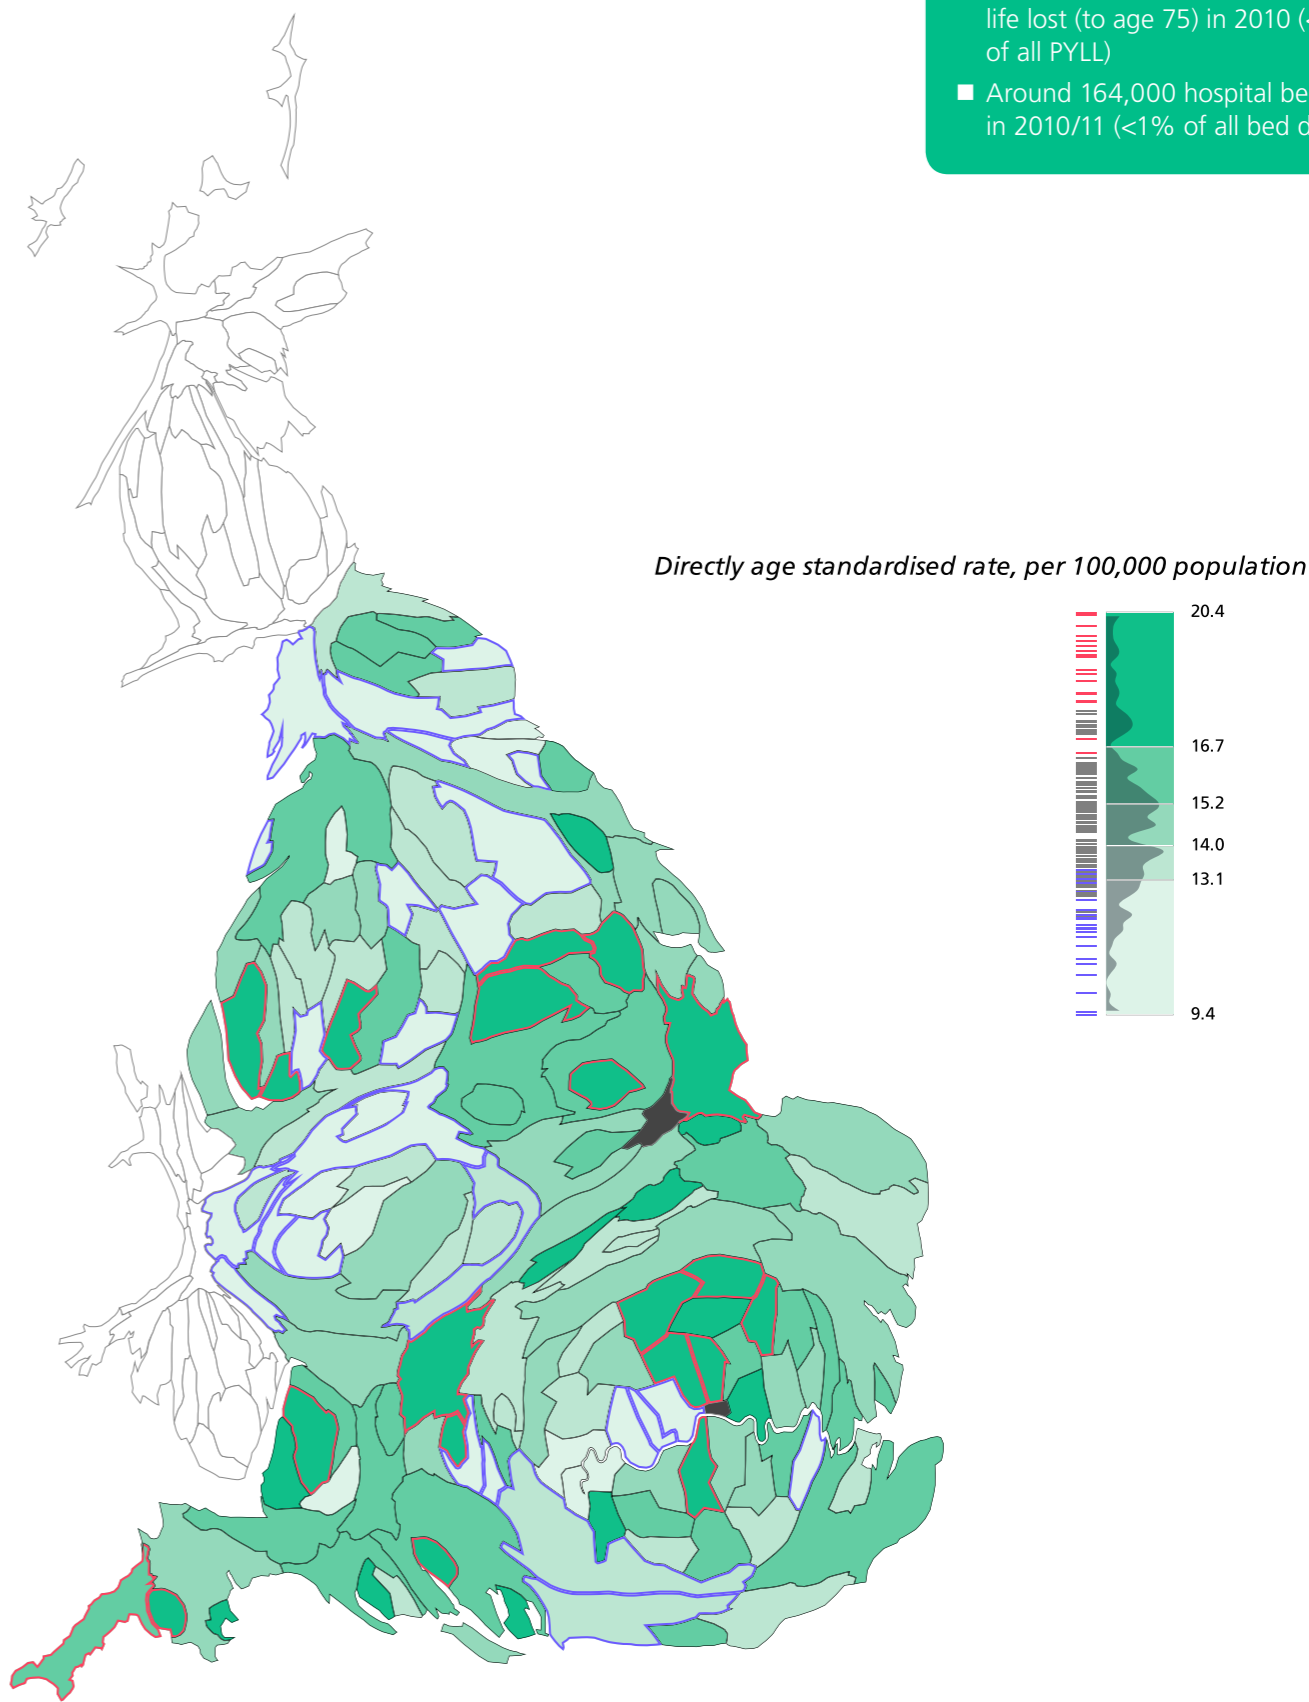 life lost (to age 75) in 2010 (<
of all PYLL)
■ Around 164,000 hospital be
in 2010/11 (<1% of all bed d
Directly age standardised rate, per 100,000 population
20.4
16.7
15.2
14.0
13.1
9.4